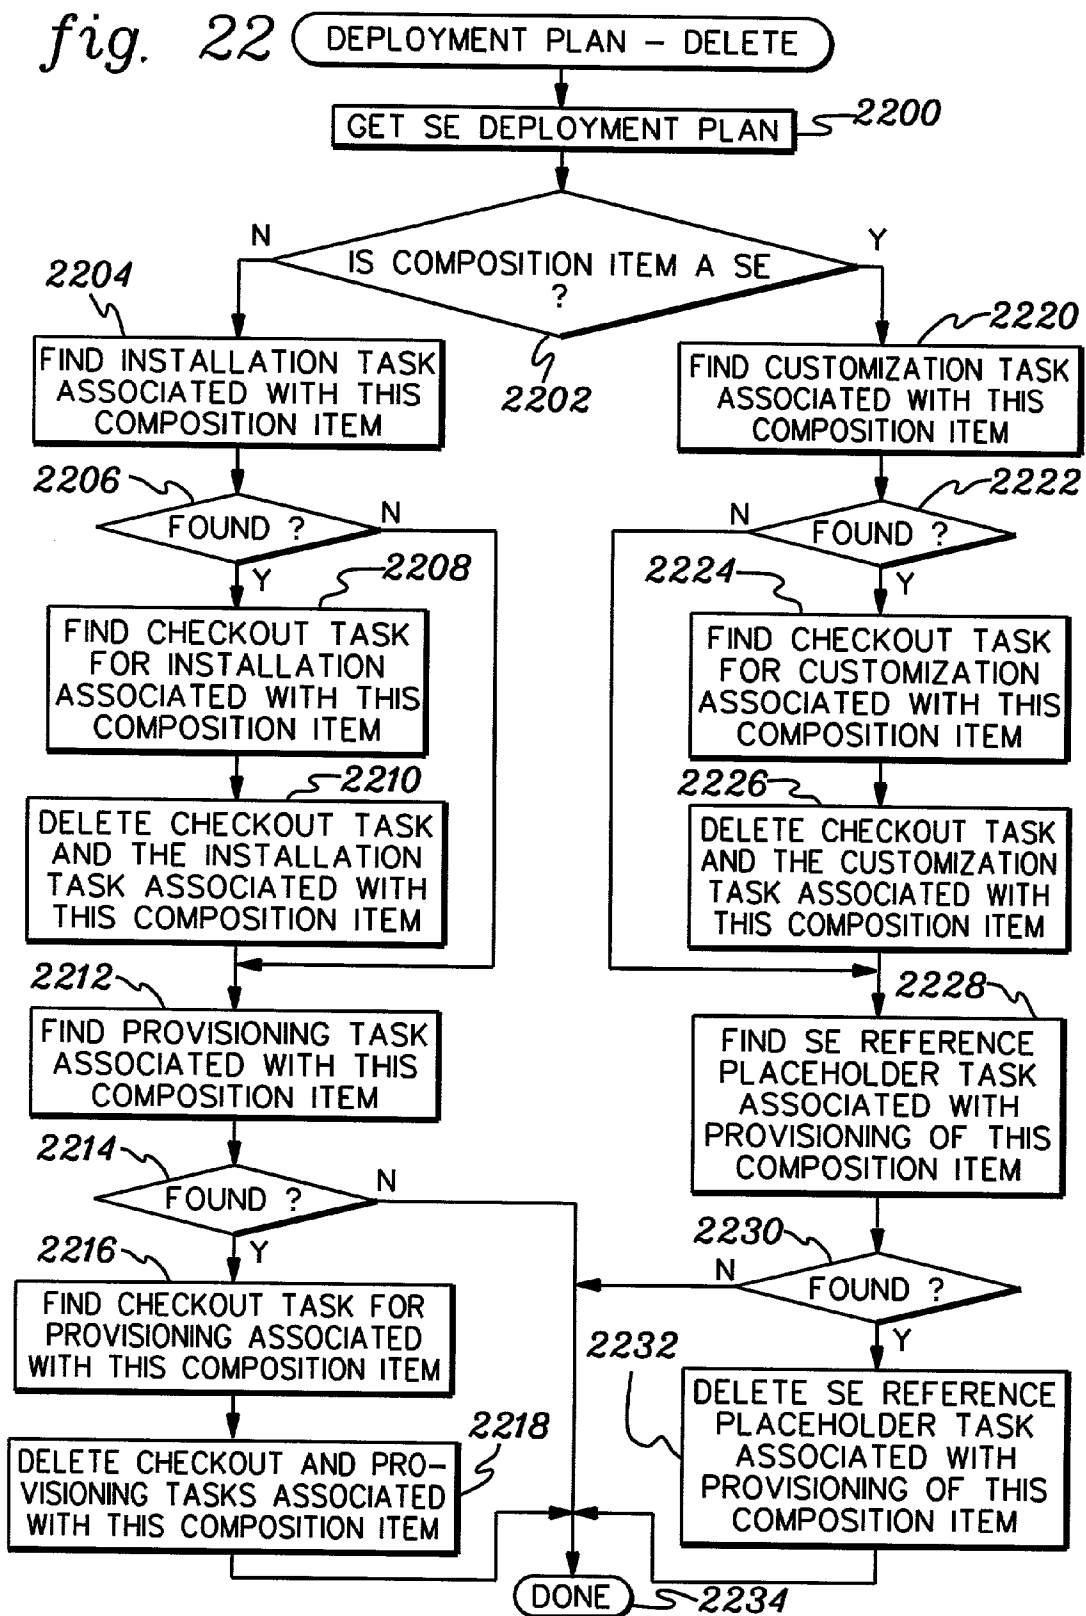 fig. 22
DEPLOYMENT PLAN – DELETE
GET SE DEPLOYMENT PLAN
2200
N
Y
IS COMPOSITION ITEM A SE
?
2202
2204
FIND INSTALLATION TASK
ASSOCIATED WITH THIS
COMPOSITION ITEM
2206
FOUND ?
N
Y
2208
FIND CHECKOUT TASK
FOR INSTALLATION
ASSOCIATED WITH THIS
COMPOSITION ITEM
2210
DELETE CHECKOUT TASK
AND THE INSTALLATION
TASK ASSOCIATED WITH
THIS COMPOSITION ITEM
2212
FIND PROVISIONING TASK
ASSOCIATED WITH THIS
COMPOSITION ITEM
2214
FOUND ?
N
Y
2216
FIND CHECKOUT TASK FOR
PROVISIONING ASSOCIATED
WITH THIS COMPOSITION ITEM
2218
DELETE CHECKOUT AND PRO–
VISIONING TASKS ASSOCIATED
WITH THIS COMPOSITION ITEM
2220
FIND CUSTOMIZATION TASK
ASSOCIATED WITH THIS
COMPOSITION ITEM
2222
N
FOUND ?
Y
2224
FIND CHECKOUT TASK
FOR CUSTOMIZATION
ASSOCIATED WITH THIS
COMPOSITION ITEM
2226
DELETE CHECKOUT TASK
AND THE CUSTOMIZATION
TASK ASSOCIATED WITH
THIS COMPOSITION ITEM
2228
FIND SE REFERENCE
PLACEHOLDER TASK
ASSOCIATED WITH
PROVISIONING OF THIS
COMPOSITION ITEM
2230
N
FOUND ?
Y
2232
DELETE SE REFERENCE
PLACEHOLDER TASK
ASSOCIATED WITH
PROVISIONING OF THIS
COMPOSITION ITEM
DONE
2234